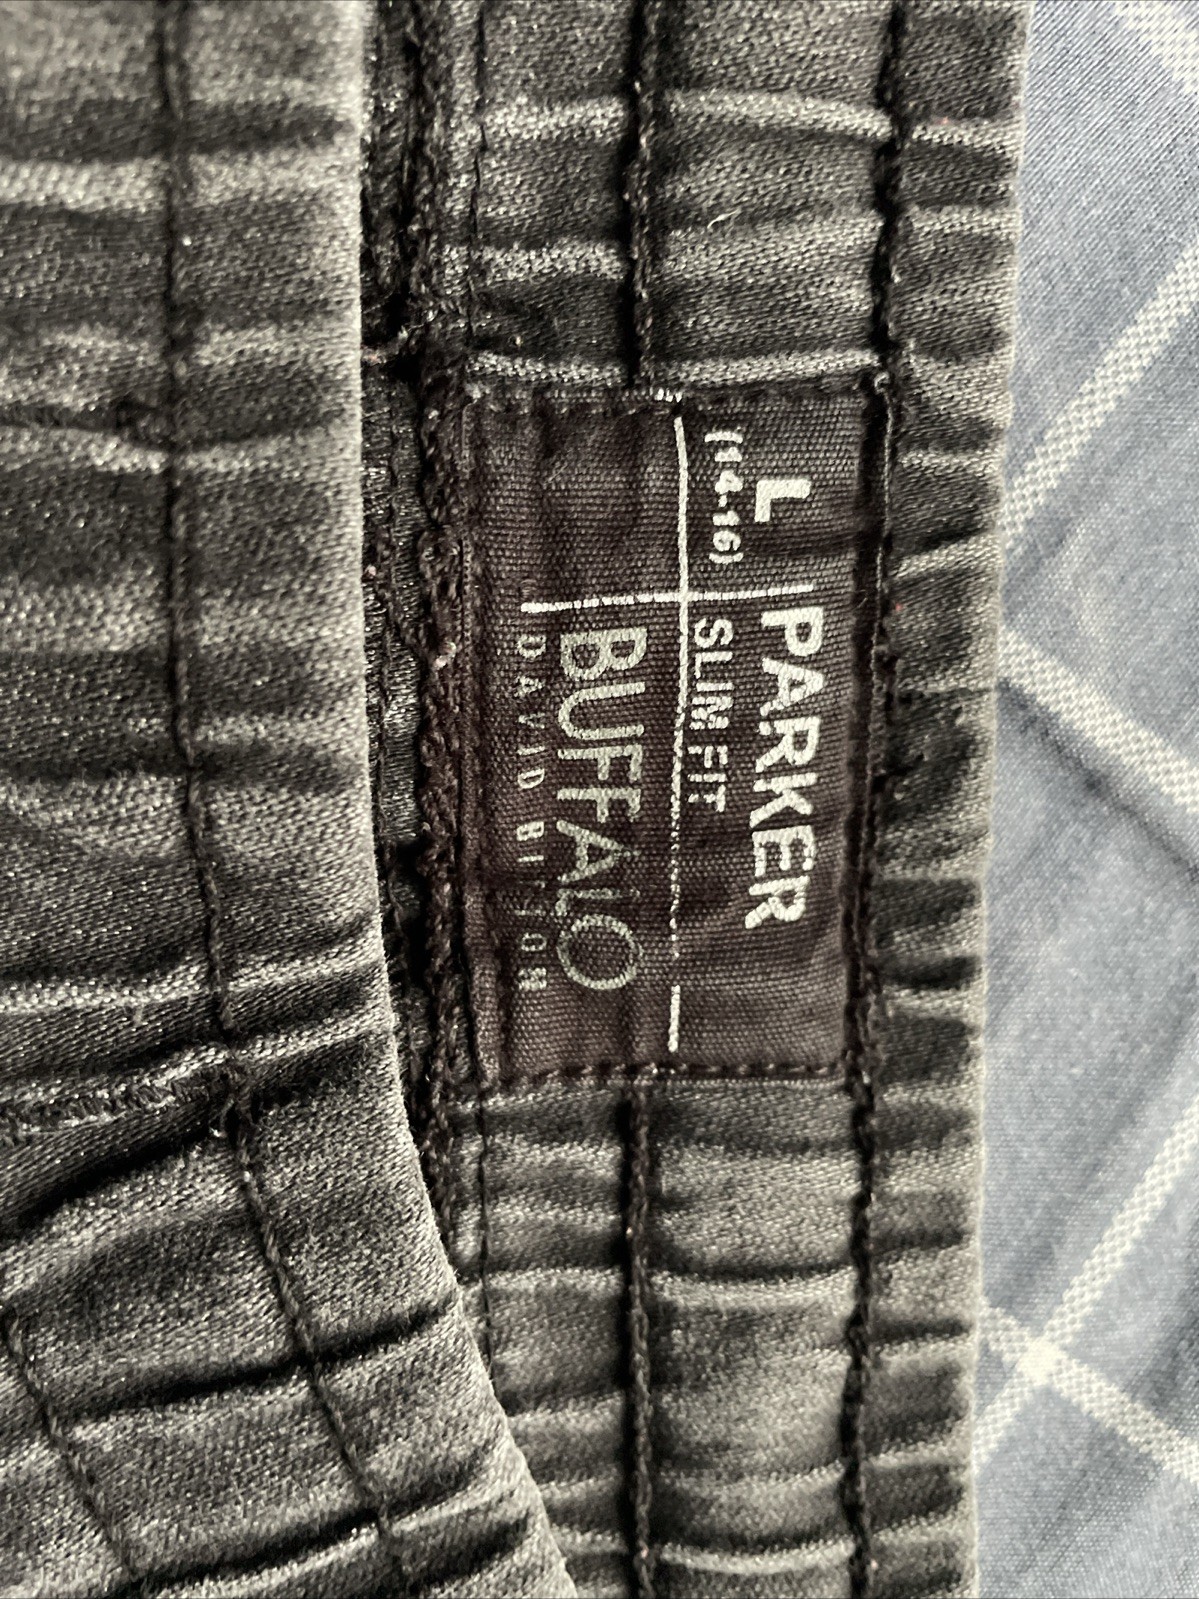 L
(14-16)
PARKER
SLIM FIT
BUFFALO
DAVID BITTON